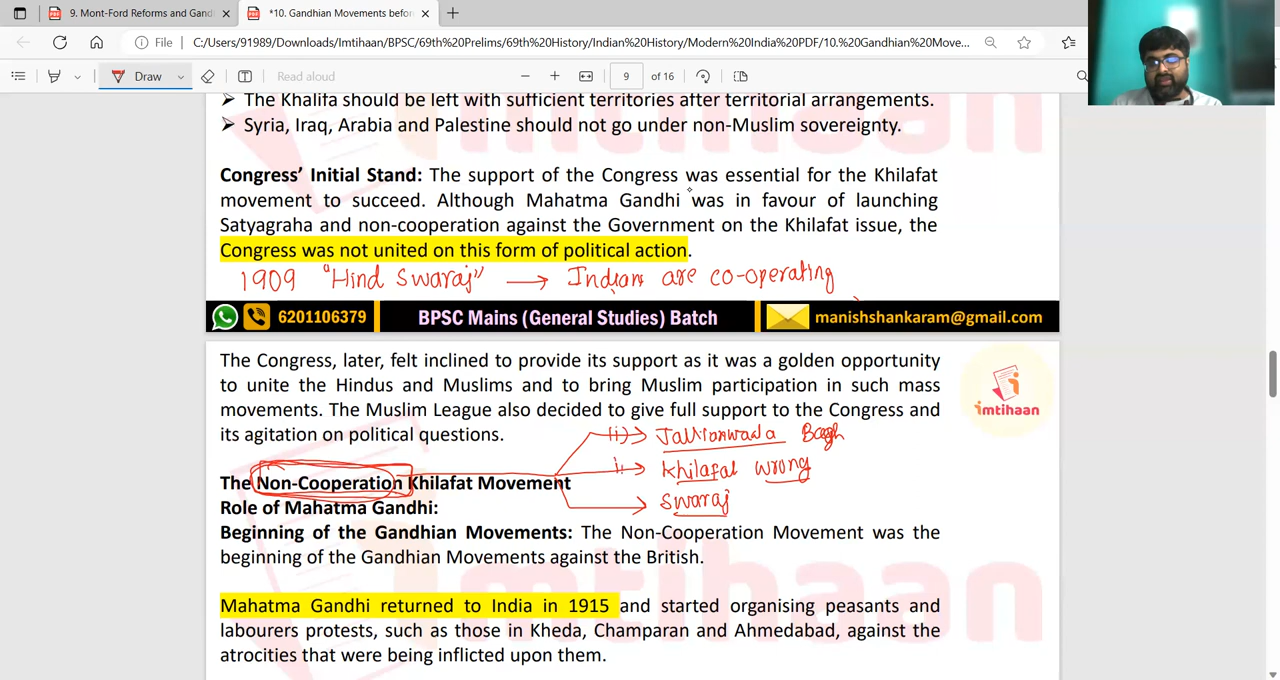 9. Mont-Ford Reforms and Gand
*10. Gandhian Movements befor
File
C:/Users/91989/Downloads/Imtihaan/BPSC/69th%20Prelims/69th%20History/Indian%20History/Modern%20India%20PDF/10.%20Gandhian%20Move...
Draw
Read aloud
9
of 16
➢ The Khalifa should be left with sufficient territories after territorial arrangements.
➢ Syria, Iraq, Arabia and Palestine should not go under non-Muslim sovereignty.
Congress' Initial Stand: The support of the Congress was essential for the Khilafat
movement to succeed. Although Mahatma Gandhi was in favour of launching
Satyagraha and non-cooperation against the Government on the Khilafat issue, the
Congress was not united on this form of political action.
1909 "Hind Swaraj" → Indians are co-operating
6201106379
BPSC Mains (General Studies) Batch
manishshankaram@gmail.com
The Congress, later, felt inclined to provide its support as it was a golden opportunity
to unite the Hindus and Muslims and to bring Muslim participation in such mass
movements. The Muslim League also decided to give full support to the Congress and
its agitation on political questions.
imtihaan
(ii) → Jallianwala Bagh
i) → Khilafat wrong
The Non-Cooperation Khilafat Movement
→ Swaraj
Role of Mahatma Gandhi:
Beginning of the Gandhian Movements: The Non-Cooperation Movement was the
beginning of the Gandhian Movements against the British.
Mahatma Gandhi returned to India in 1915 and started organising peasants and
labourers protests, such as those in Kheda, Champaran and Ahmedabad, against the
atrocities that were being inflicted upon them.